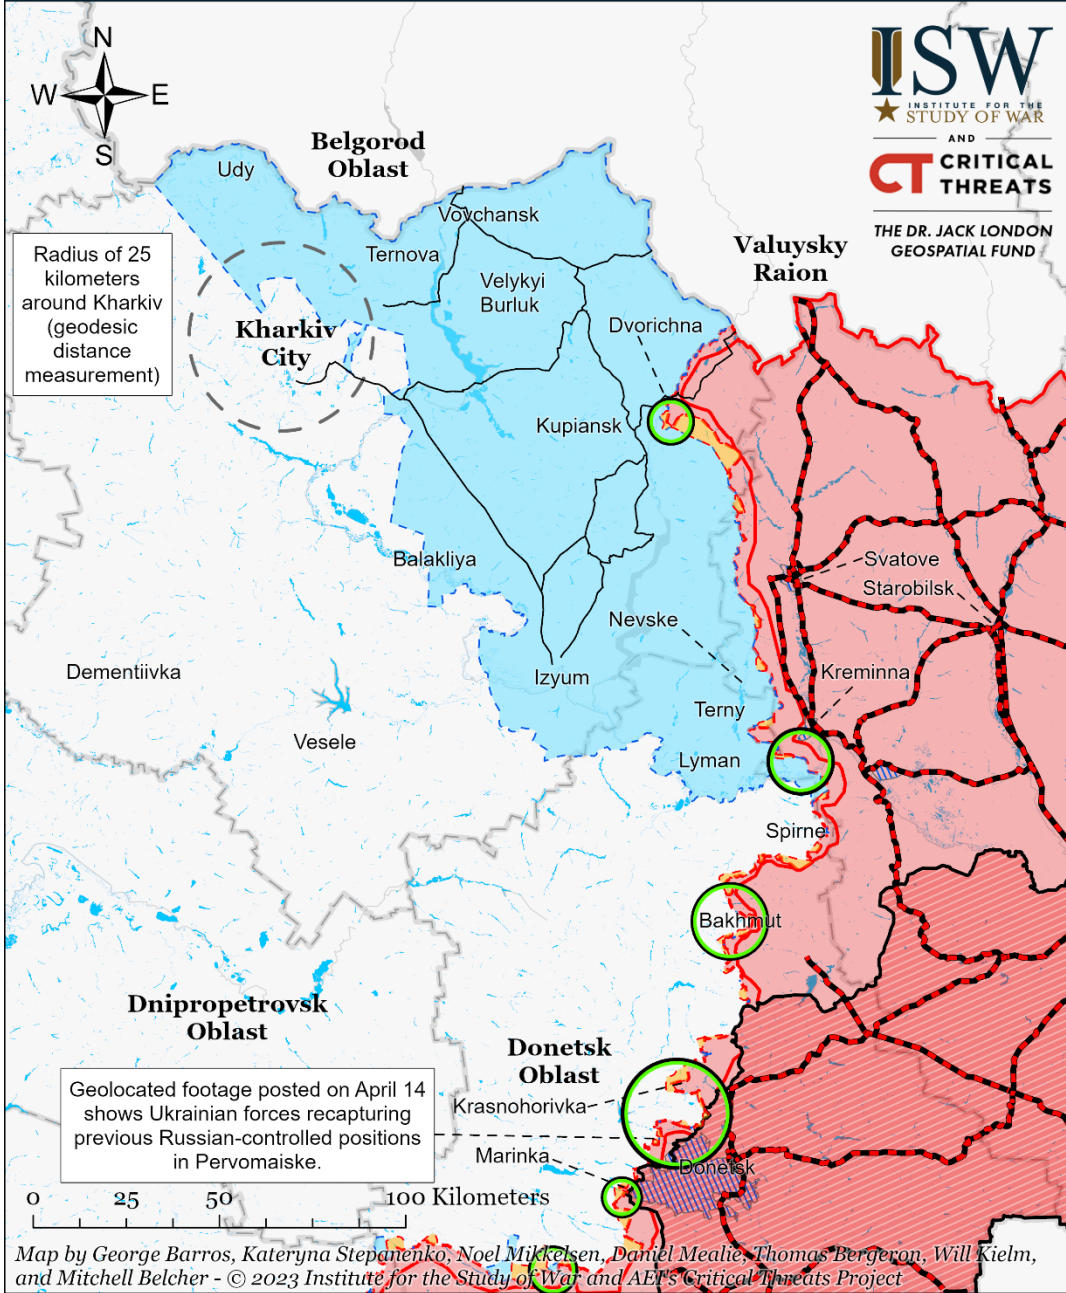 N
W E
S
ISW
INSTITUTE FOR THE
STUDY OF WAR
AND
CT CRITICAL
THREATS
THE DR. JACK LONDON
GEOSPATIAL FUND
Belgorod
Oblast
Udy
Vovchansk
Ternova
Valuysky
Raion
Radius of 25
kilometers
around Kharkiv
(geodesic
distance
measurement)
Velykyi
Burluk
Kharkiv
City
Dvorichna
Kupiansk
Balakliya
Svatove
Starobilsk
Nevske
Dementiivka
Izyum
Kreminna
Terny
Vesele
Lyman
Spirne
Bakhmut
Dnipropetrovsk
Oblast
Donetsk
Oblast
Geolocated footage posted on April 14
shows Ukrainian forces recapturing
previous Russian-controlled positions
in Pervomaiske.
Krasnohorivka
Marinka
Donetsk
0 25 50 100 Kilometers
Map by George Barros, Kateryna Stepanenko, Noel Mikkelsen, Daniel Mealie, Thomas Bergeron, Will Kielm,
and Mitchell Belcher - © 2023 Institute for the Study of War and AEI's Critical Threats Project